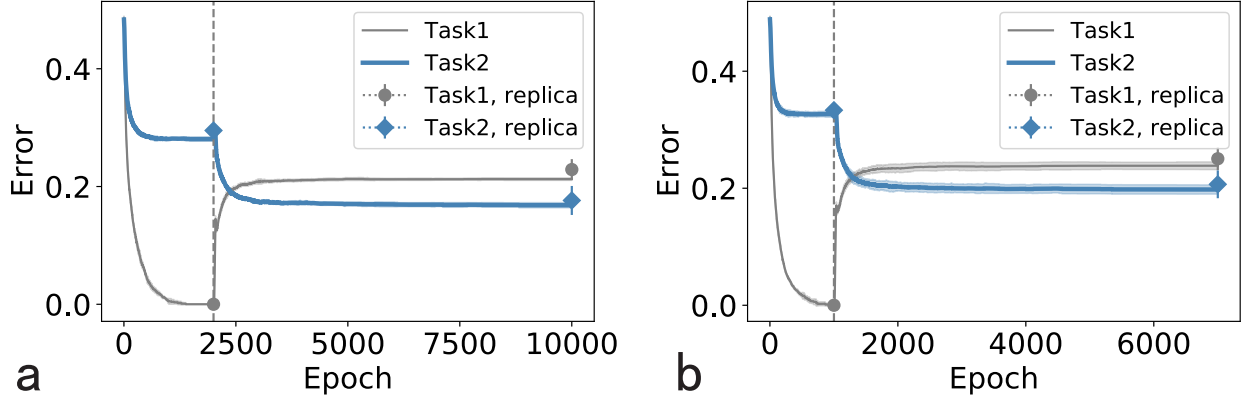 Error
0.4
0.2
0.0
Task1
Task2
Task1, replica
Task2, replica
0 2500 5000 7500 10000
Epoch
a
Error
0.4
0.2
0.0
Task1
Task2
Task1, replica
Task2, replica
0 2000 4000 6000
Epoch
b